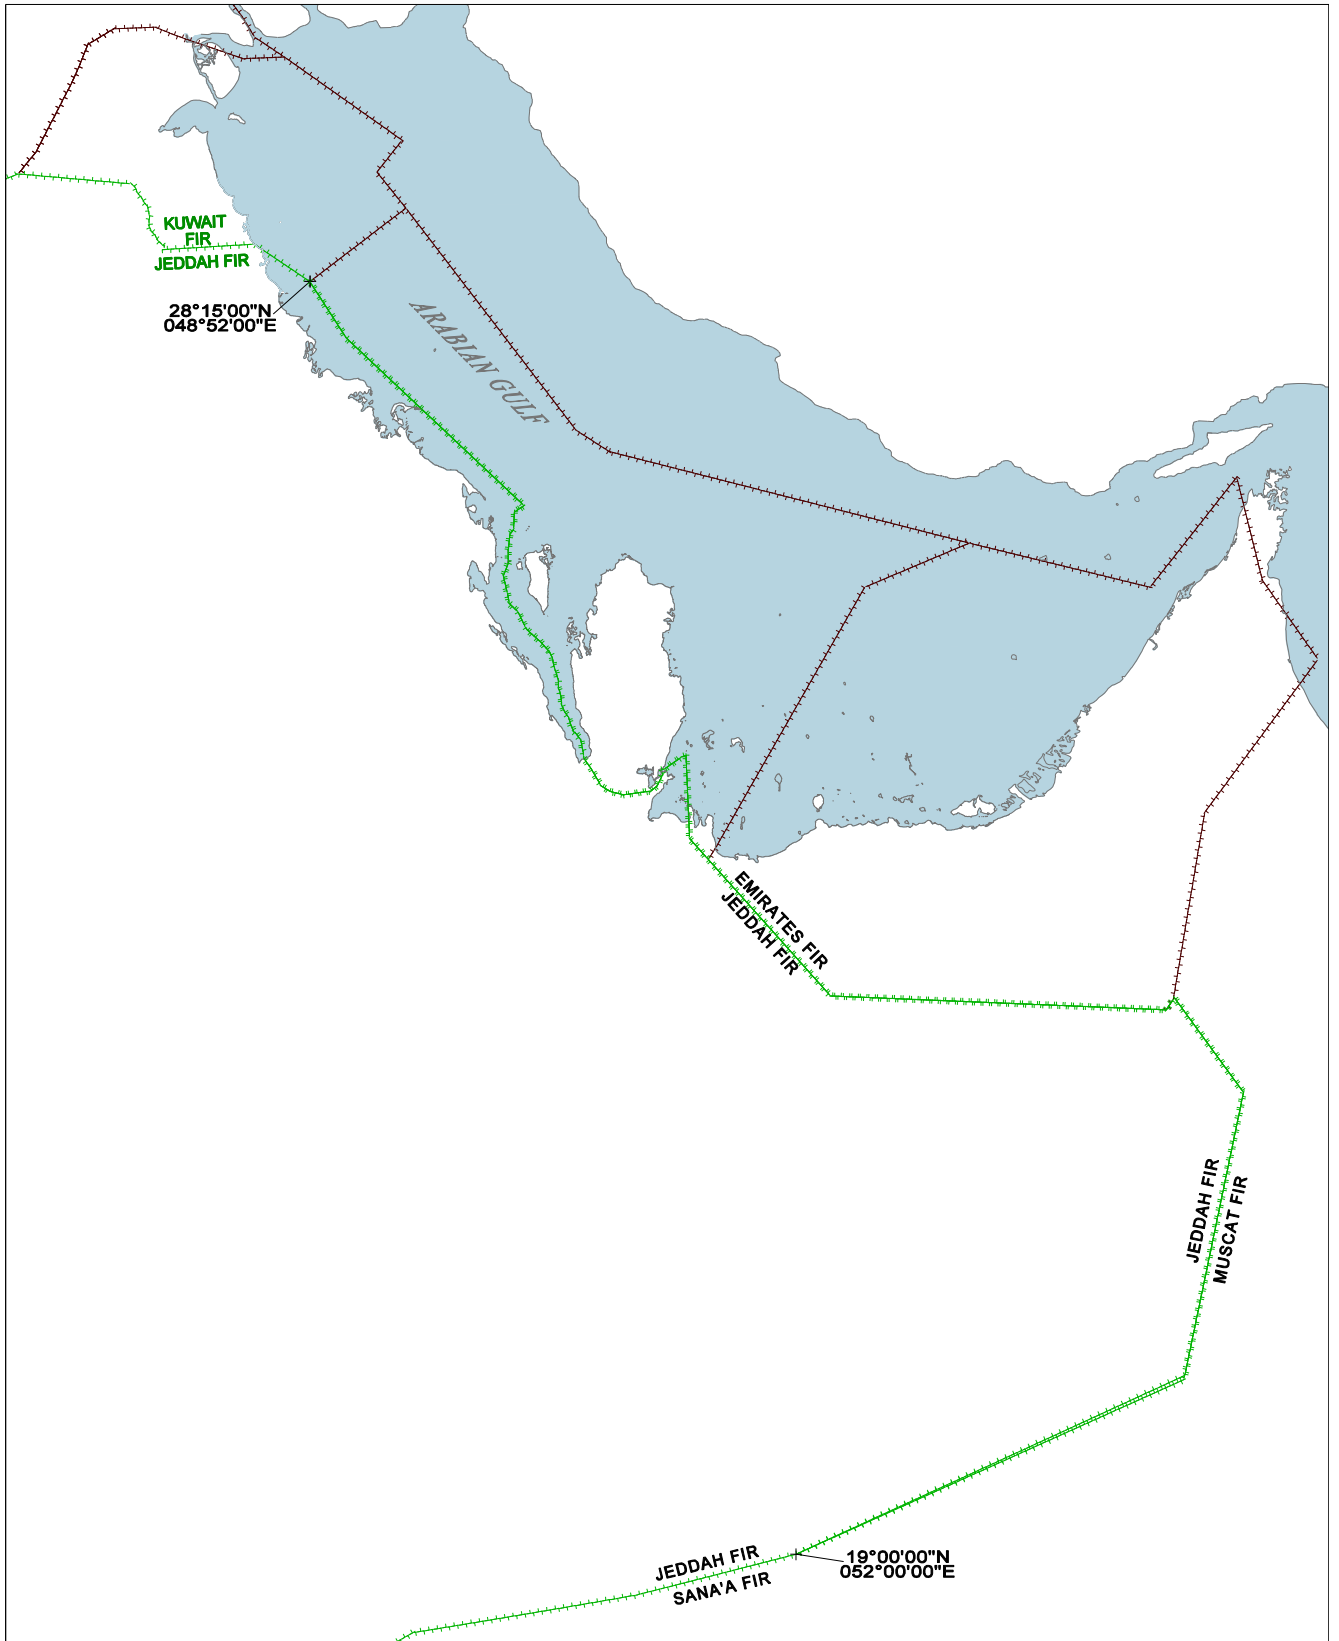 KUWAIT
FIR
JEDDAH FIR
28°15'00"N
048°52'00"E
ARABIAN GULF
EMIRATES FIR
JEDDAH FIR
JEDDAH FIR
MUSCAT FIR
JEDDAH FIR
SANA'A FIR
19°00'00"N
052°00'00"E